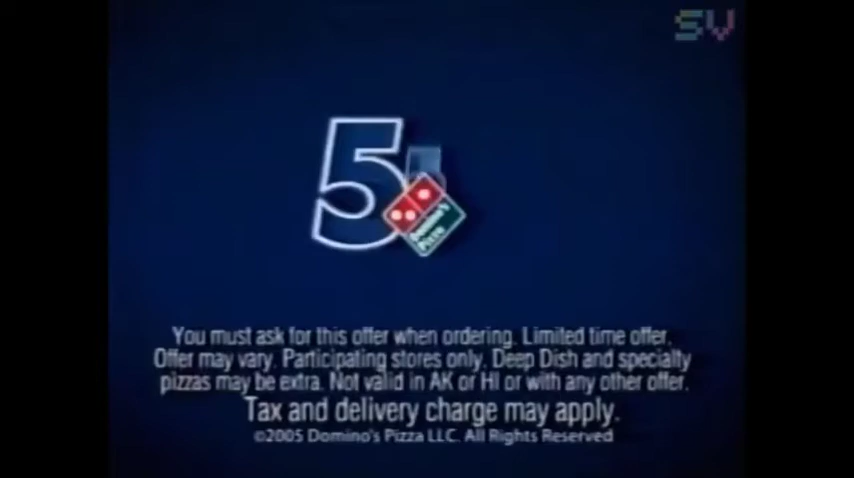 SV
5
Domino's
Pizza
You must ask for this offer when ordering. Limited time offer.
Offer may vary. Participating stores only. Deep Dish and specialty
pizzas may be extra. Not valid in AK or HI or with any other offer.
Tax and delivery charge may apply.
©2005 Domino's Pizza LLC. All Rights Reserved